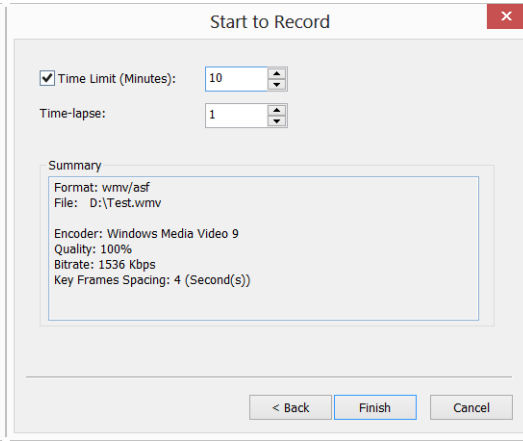 Start to Record
Time Limit (Minutes): 10
Time-lapse: 1
Summary
Format: wmv/asf
File: D:\Test.wmv
Encoder: Windows Media Video 9
Quality: 100%
Bitrate: 1536 Kbps
Key Frames Spacing: 4 (Second(s))
< Back Finish Cancel